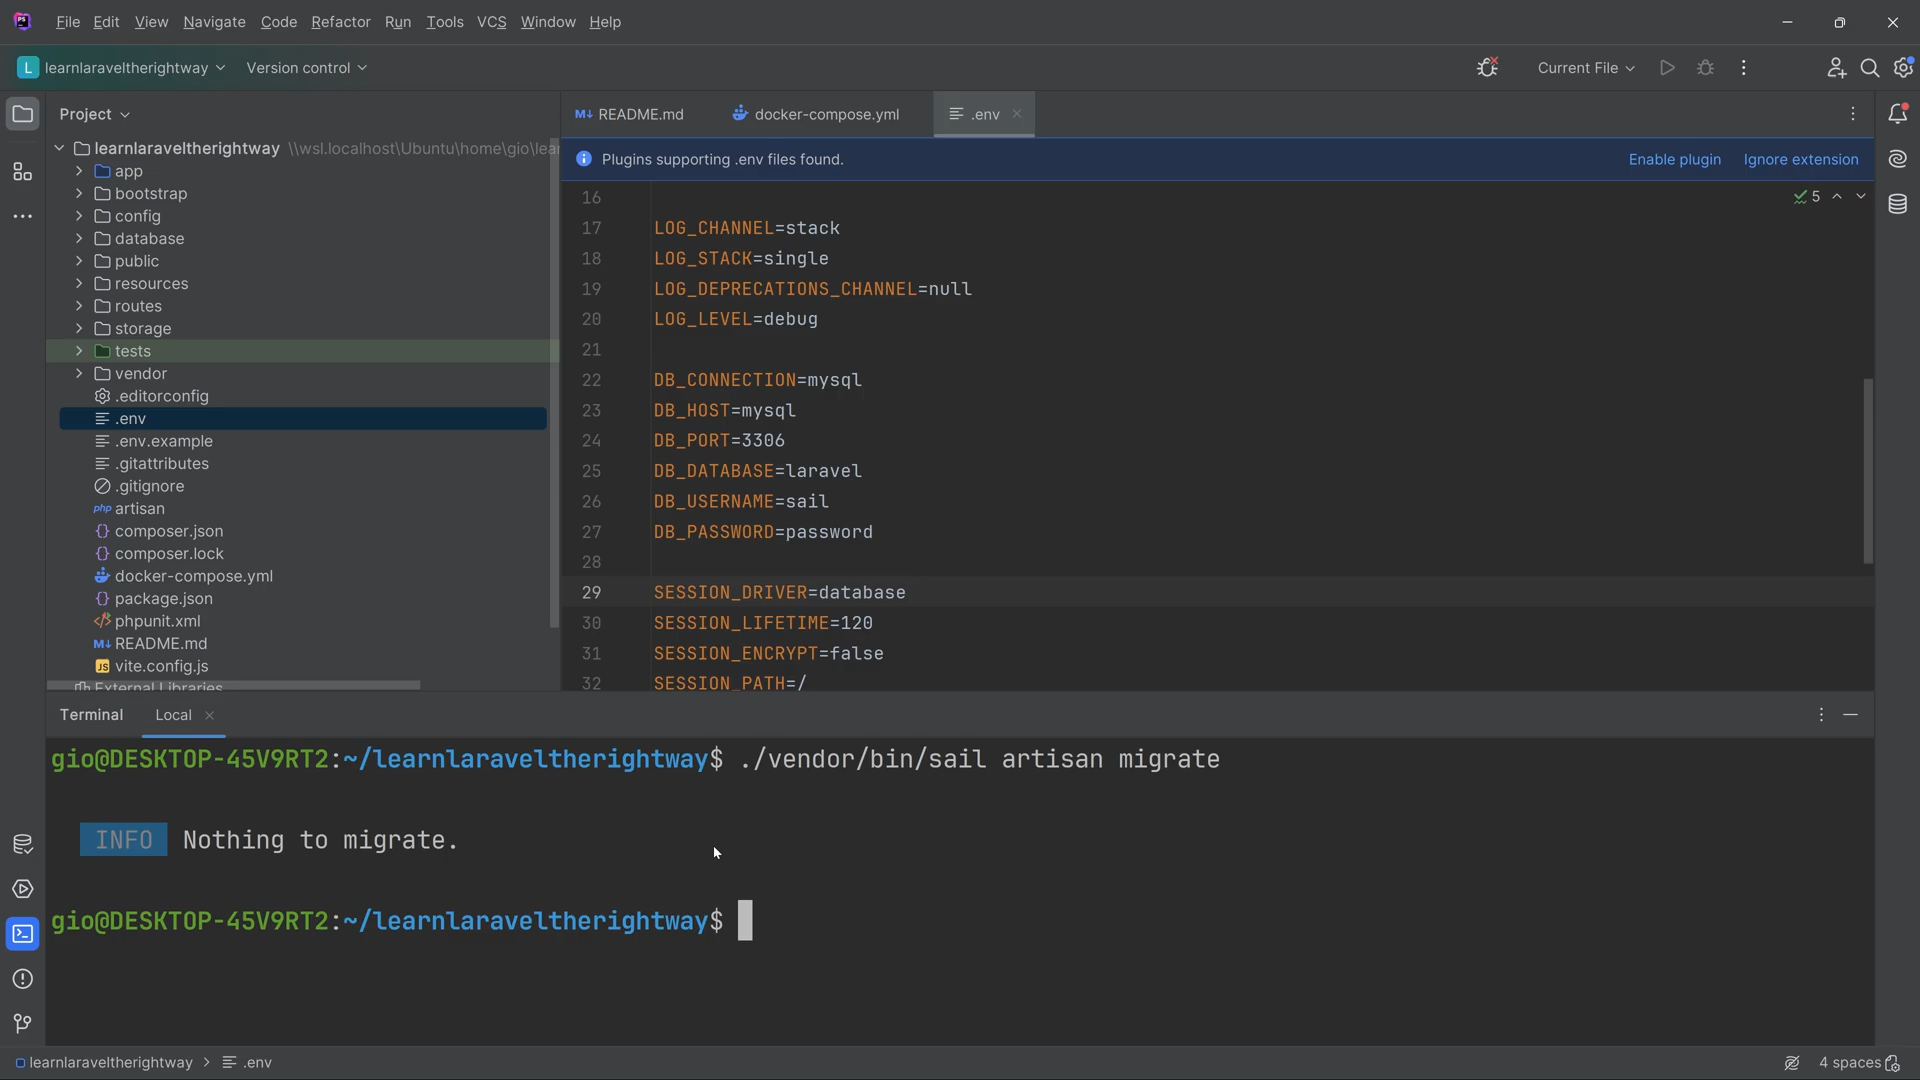 File Edit View Navigate Code Refactor Run Tools VCS Window Help
L learnlaraveltherightway Version control Current File
Project
README.md docker-compose.yml .env
Plugins supporting .env files found. Enable plugin Ignore extension
learnlaraveltherightway \\wsl.localhost\Ubuntu\home\gio\lea
app
bootstrap
config
database
public
resources
routes
storage
tests
vendor
.editorconfig
.env
.env.example
.gitattributes
.gitignore
php artisan
composer.json
composer.lock
docker-compose.yml
package.json
phpunit.xml
M↓ README.md
JS vite.config.js
External Libraries
5
16
17 LOG_CHANNEL=stack
18 LOG_STACK=single
19 LOG_DEPRECATIONS_CHANNEL=null
20 LOG_LEVEL=debug
21
22 DB_CONNECTION=mysql
23 DB_HOST=mysql
24 DB_PORT=3306
25 DB_DATABASE=laravel
26 DB_USERNAME=sail
27 DB_PASSWORD=password
28
29 SESSION_DRIVER=database
30 SESSION_LIFETIME=120
31 SESSION_ENCRYPT=false
32 SESSION_PATH=/
Terminal Local
gio@DESKTOP-45V9RT2:~/learnlaraveltherightway$ ./vendor/bin/sail artisan migrate
INFO Nothing to migrate.
gio@DESKTOP-45V9RT2:~/learnlaraveltherightway$
learnlaraveltherightway > .env 4 spaces